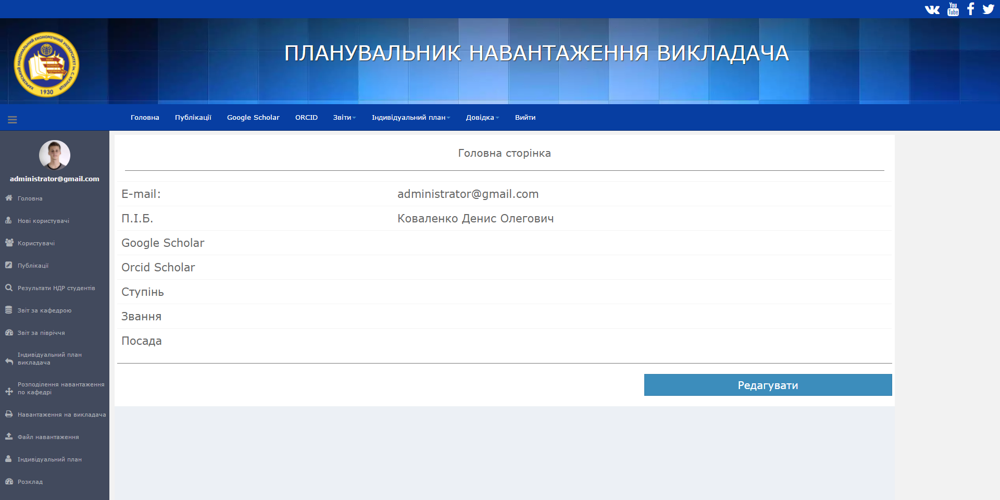 You
Tube
ХАРКІВСЬКИЙ НАЦІОНАЛЬНИЙ ЕКОНОМІЧНИЙ УНІВЕРСИТЕТ ім. С. КУЗНЕЦЯ
1930
ПЛАНУВАЛЬНИК НАВАНТАЖЕННЯ ВИКЛАДАЧА
Головна Публікації Google Scholar ORCID Звіти Індивідуальний план Довідка Вийти
administrator@gmail.com
Головна
Нові користувачі
Користувачі
Публікації
Результати НДР студентів
Звіт за кафедрою
Звіт за півріччя
Індивідуальний план
викладача
Розподілення навантаження
по кафедрі
Навантаження на викладача
Файл навантаження
Індивідуальний план
Розклад
Головна сторінка
E-mail: administrator@gmail.com
П.І.Б. Коваленко Денис Олегович
Google Scholar
Orcid Scholar
Ступінь
Звання
Посада
Редагувати